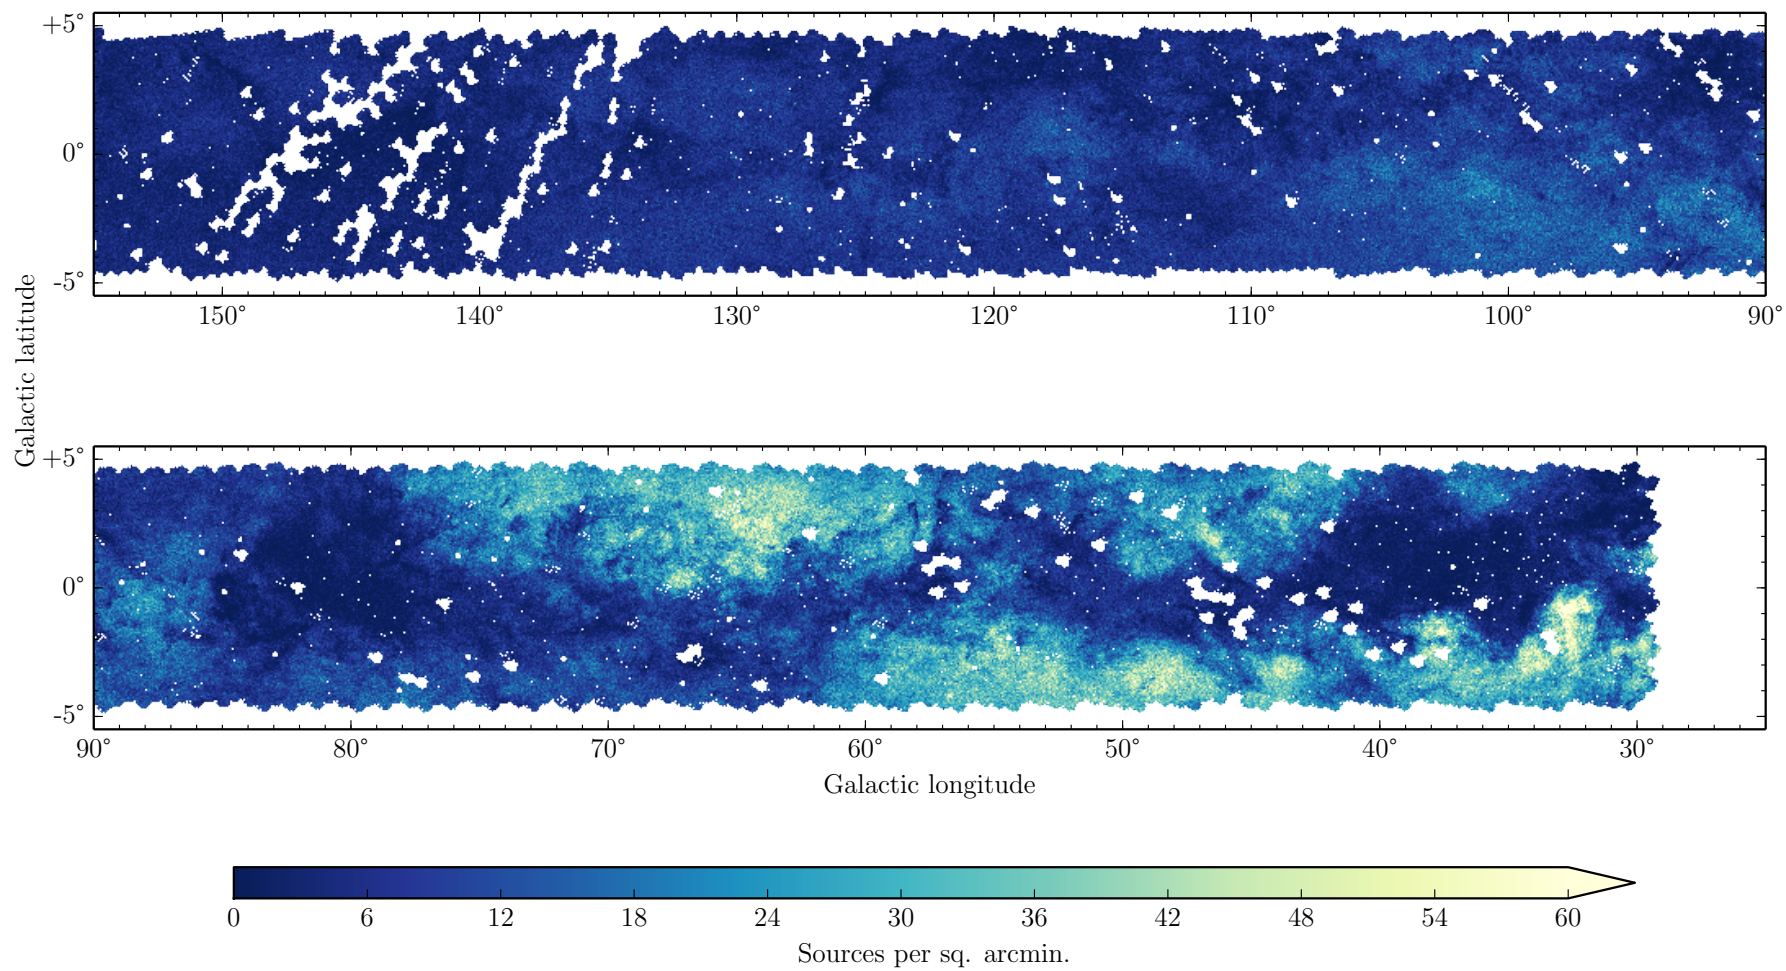 +5°
0°
-5°
150° 140° 130° 120° 110° 100° 90°
Galactic latitude
+5°
0°
-5°
90° 80° 70° 60° 50° 40° 30°
Galactic longitude
0 6 12 18 24 30 36 42 48 54 60
Sources per sq. arcmin.